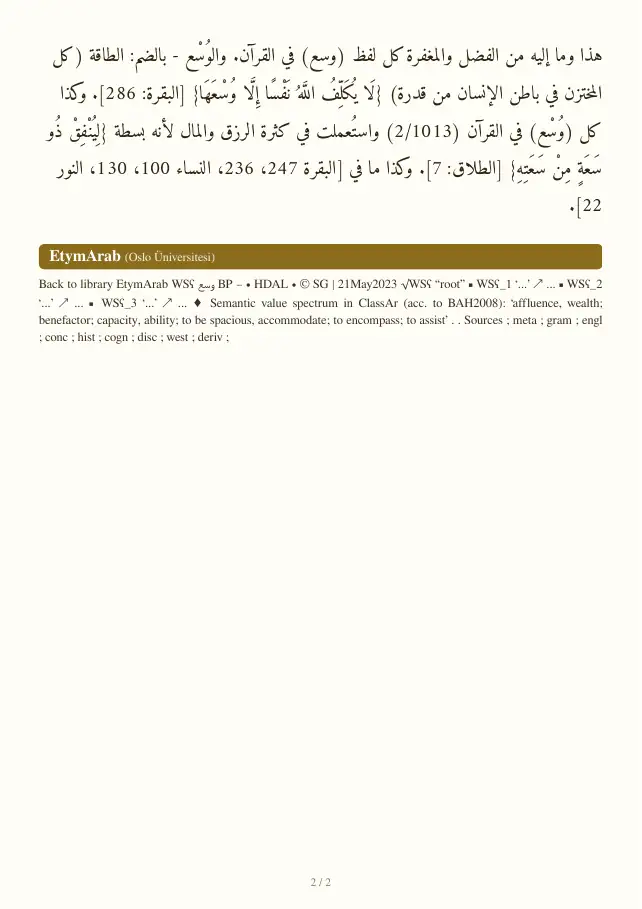 هذا وما إليه من الفضل والمغفرة كل لفظ (وسع) في القرآن. والوُسْع - بالضم: الطاقة (كل
المختزن في باطن الإنسان من قدرة) {لَا يُكَلِّفُ اللَّهُ نَفْسًا إِلَّا وُسْعَهَا} [البقرة: 286]. وكذا
كل (وُسْع) في القرآن (2/1013) واستُعملت في كثرة الرزق والمال لأنه بسطة {لِيُنْفِقْ ذُو
سَعَةٍ مِنْ سَعَتِهِ} [الطلاق: 7]. وكذا ما في [البقرة 247، 236، النساء 100، 130، النور
22].
EtymArab (Oslo Üniversitesi)
Back to library EtymArab WSʕ وسع BP – • HDAL • © SG | 21May2023 √WSʕ “root” ▪ WSʕ_1 ‘...’ ↗ ... ▪ WSʕ_2
‘...’ ↗ ... ▪ WSʕ_3 ‘...’ ↗ ... ♦ Semantic value spectrum in ClassAr (acc. to BAH2008): ‘affluence, wealth;
benefactor; capacity, ability; to be spacious, accommodate; to encompass; to assist’ . . Sources ; meta ; gram ; engl
; conc ; hist ; cogn ; disc ; west ; deriv ;
2 / 2